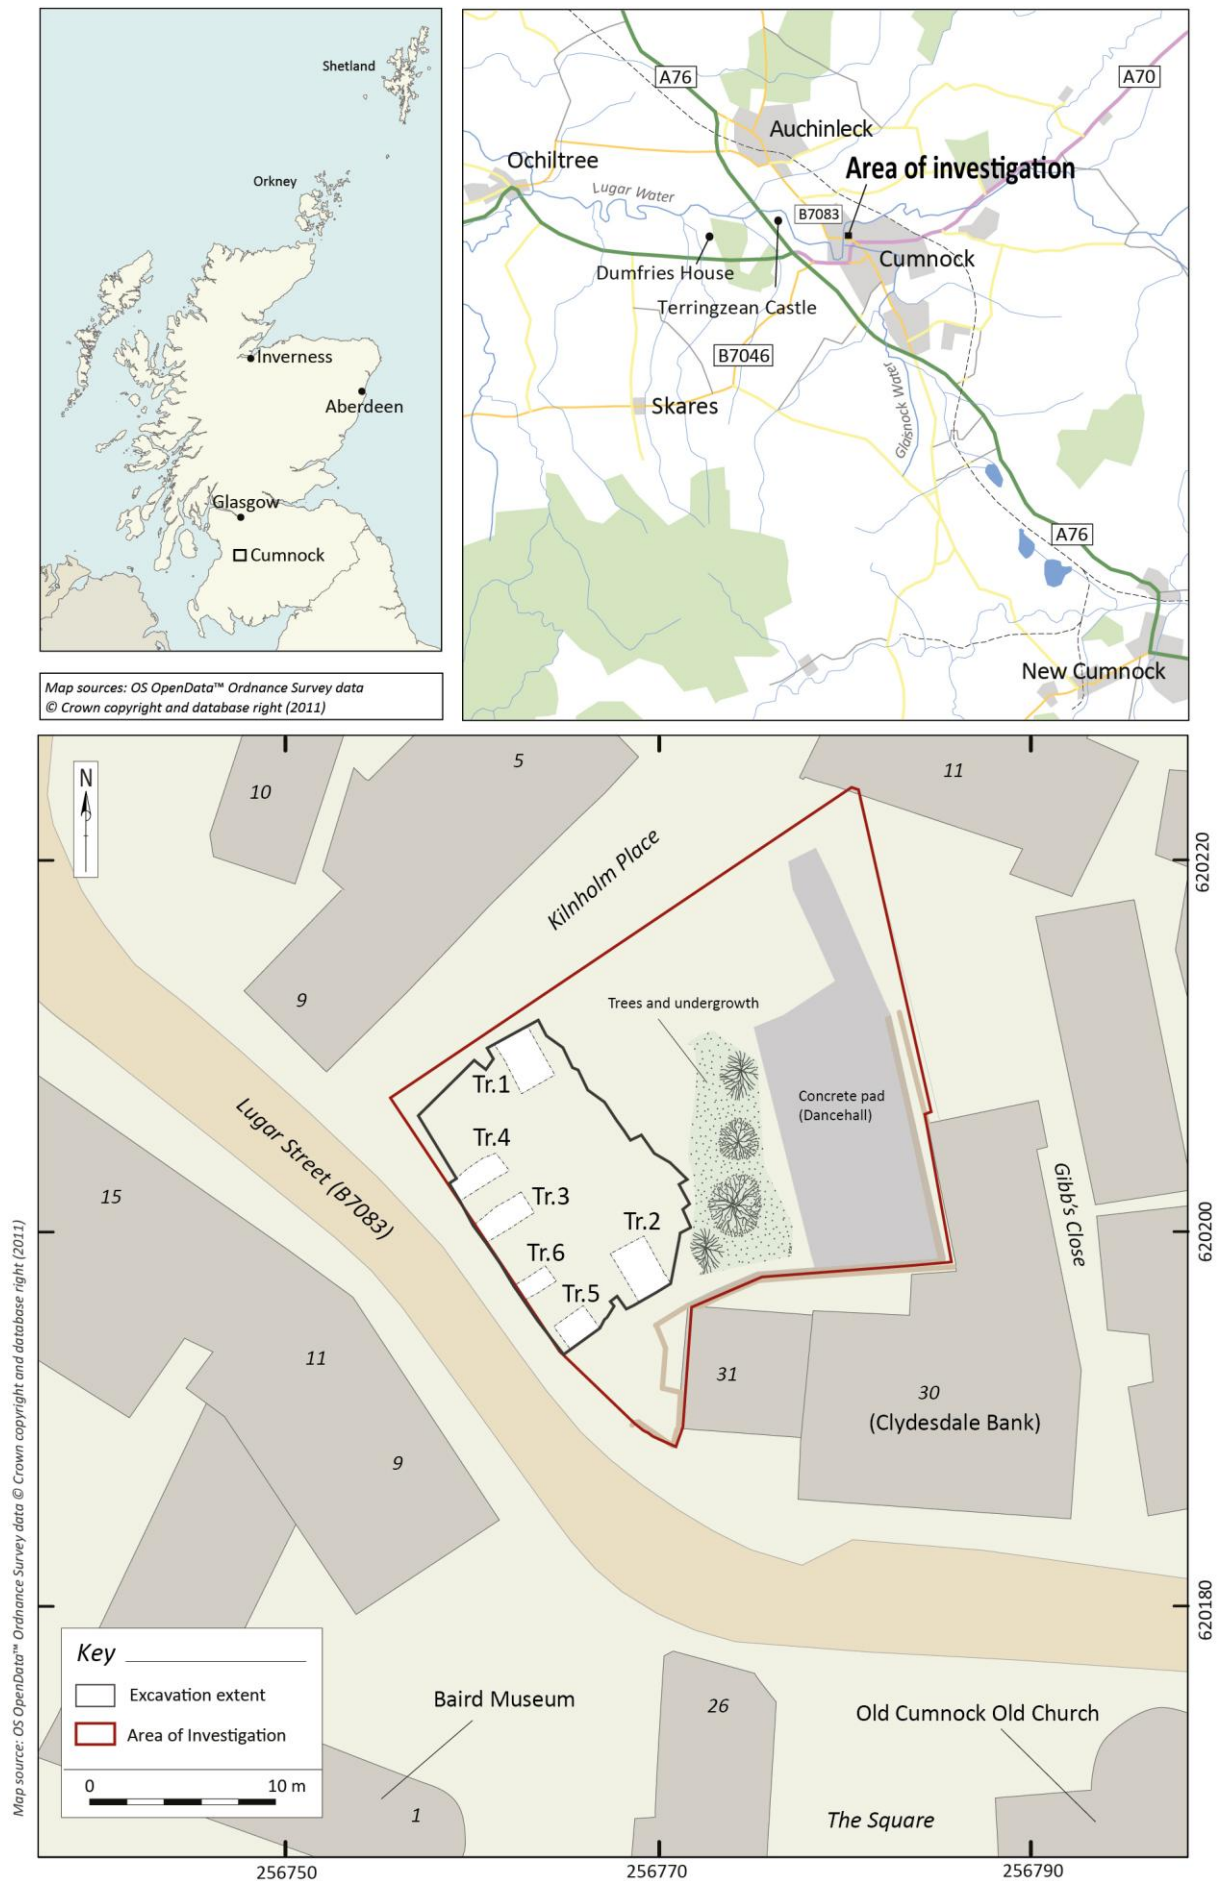 Shetland
Orkney
Inverness
Aberdeen
Glasgow
Cumnock
Map sources: OS OpenData™ Ordnance Survey data
© Crown copyright and database right (2011)
A76
A70
Auchinleck
Ochiltree
Area of investigation
Lugar Water
B7083
Cumnock
Dumfries House
Terringzean Castle
B7046
Glaisnock Water
Skares
A76
New Cumnock
N
10
5
11
620220
Kilnholm Place
9
Trees and undergrowth
Tr.1
Concrete pad
(Dancehall)
Lugar Street (B7083)
Tr.4
15
Tr.3
Gibb's Close
620200
Tr.2
Tr.6
Tr.5
11
31
30
(Clydesdale Bank)
9
620180
Key
Excavation extent
Area of Investigation
0 10 m
Baird Museum
26
Old Cumnock Old Church
1
The Square
256750
256770
256790
Map source: OS OpenData™ Ordnance Survey data © Crown copyright and database right (2011)